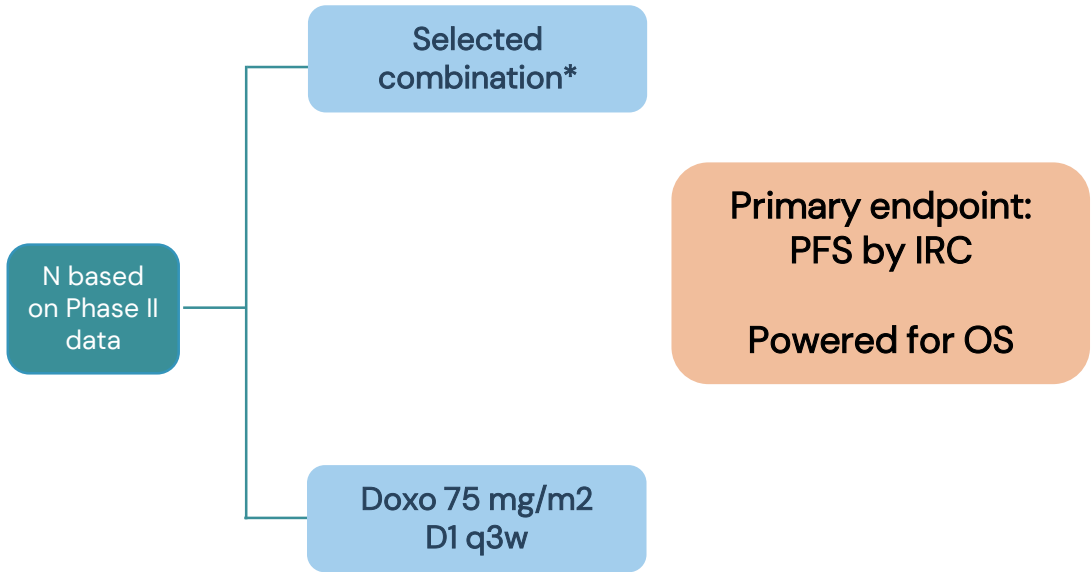 Selected
combination*
Primary endpoint:
PFS by IRC
Powered for OS
N based
on Phase II
data
Doxo 75 mg/m2
D1 q3w